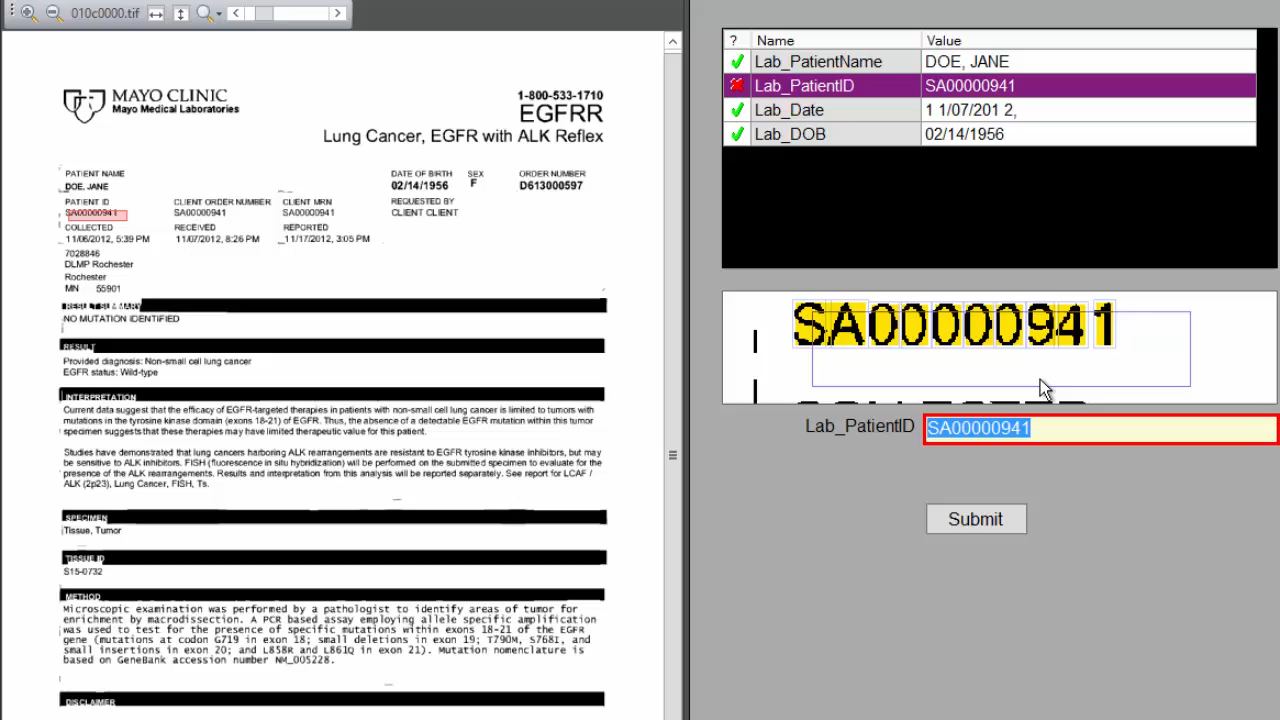 010c0000.tif
MAYO CLINIC
Mayo Medical Laboratories
1-800-533-1710
EGFRR
Lung Cancer, EGFR with ALK Reflex
PATIENT NAME
DOE, JANE
DATE OF BIRTH
02/14/1956
SEX
F
ORDER NUMBER
D613000597
PATIENT ID
SA00000941
CLIENT ORDER NUMBER
SA00000941
CLIENT MRN
SA00000941
REQUESTED BY
CLIENT CLIENT
COLLECTED
11/06/2012, 5:39 PM
RECEIVED
11/07/2012, 8:26 PM
REPORTED
11/17/2012, 3:05 PM
7028846
DLMP Rochester
Rochester
MN 55901
RESULT SUMMARY
NO MUTATION IDENTIFIED
RESULT
Provided diagnosis: Non-small cell lung cancer
EGFR status: Wild-type
INTERPRETATION
Current data suggest that the efficacy of EGFR-targeted therapies in patients with non-small cell lung cancer is limited to tumors with
mutations in the tyrosine kinase domain (exons 18-21) of EGFR. Thus, the absence of a detectable EGFR mutation within this tumor
specimen suggests that these therapies may have limited therapeutic value for this patient.
Studies have demonstrated that lung cancers harboring ALK rearrangements are resistant to EGFR tyrosine kinase inhibitors, but may
be sensitive to ALK inhibitors. FISH (fluorescence in situ hybridization) will be performed on the submitted specimen to evaluate for the
presence of the ALK rearrangements. Results and interpretation from this analysis will be reported separately. See report for LCAF /
ALK (2p23), Lung Cancer, FISH, Ts.
SPECIMEN
Tissue, Tumor
TISSUE ID
S15-0732
METHOD
Microscopic examination was performed by a pathologist to identify areas of tumor for
enrichment by macrodissection. A PCR based assay employing allele specific amplification
was used to test for the presence of specific mutations within exons 18-21 of the EGFR
gene (mutations at codon G719 in exon 18; small deletions in exon 19; T790M, S768I, and
small insertions in exon 20; and L858R and L861Q in exon 21). Mutation nomenclature is
based on GeneBank accession number NM_005228.
DISCLAIMER
? Name Value
Lab_PatientName DOE, JANE
Lab_PatientID SA00000941
Lab_Date 1 1/07/201 2,
Lab_DOB 02/14/1956
SA00000941
Lab_PatientID SA00000941
Submit